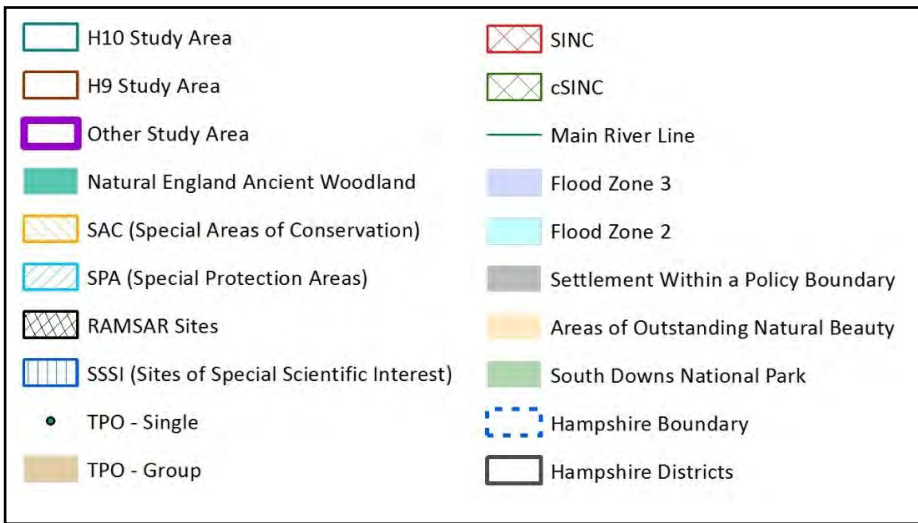 H10 Study Area
H9 Study Area
Other Study Area
Natural England Ancient Woodland
SAC (Special Areas of Conservation)
SPA (Special Protection Areas)
RAMSAR Sites
SSSI (Sites of Special Scientific Interest)
TPO - Single
TPO - Group
SINC
cSINC
Main River Line
Flood Zone 3
Flood Zone 2
Settlement Within a Policy Boundary
Areas of Outstanding Natural Beauty
South Downs National Park
Hampshire Boundary
Hampshire Districts